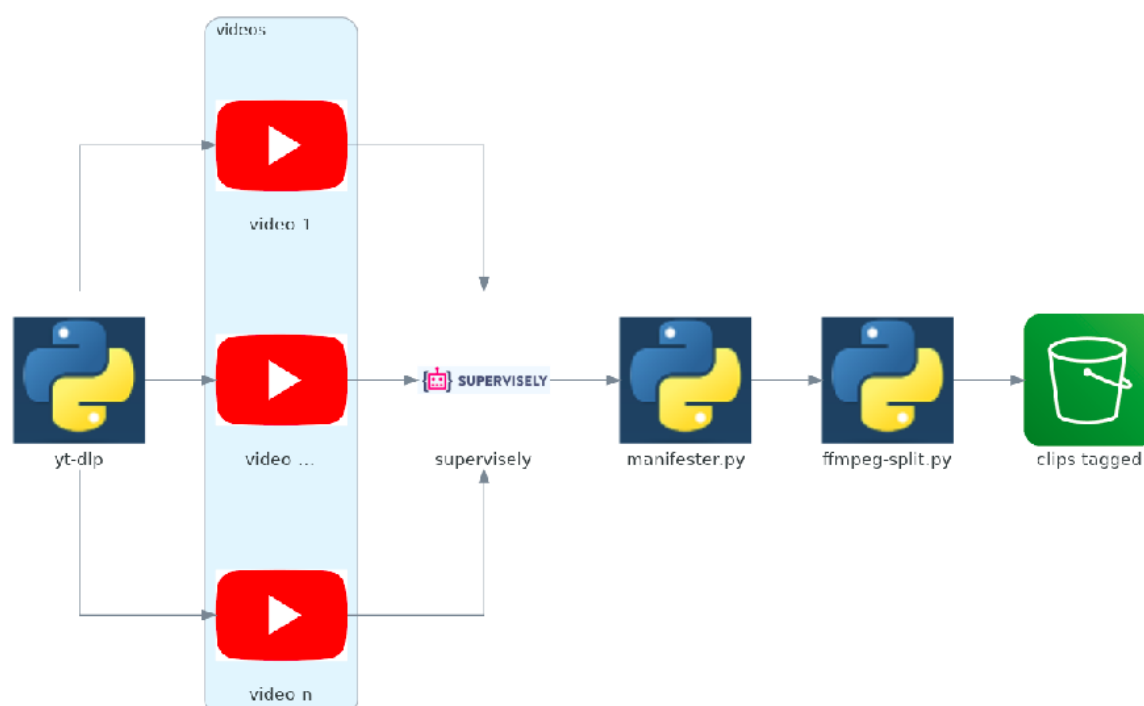 videos
video 1
yt-dlp
video ...
{} SUPERVISELY
supervisely
manifester.py
ffmpeg-split.py
clips tagged
video n